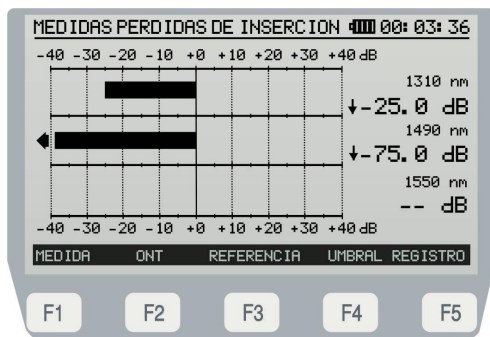 MEDIDAS PERDIDAS DE INSERCION 00:03:36
-40 -30 -20 -10 +0 +10 +20 +30 +40 dB
1310 nm
↓-25.0 dB
1490 nm
↓-75.0 dB
1550 nm
-- dB
-40 -30 -20 -10 +0 +10 +20 +30 +40 dB
MEDIDA ONT REFERENCIA UMBRAL REGISTRO
F1 F2 F3 F4 F5